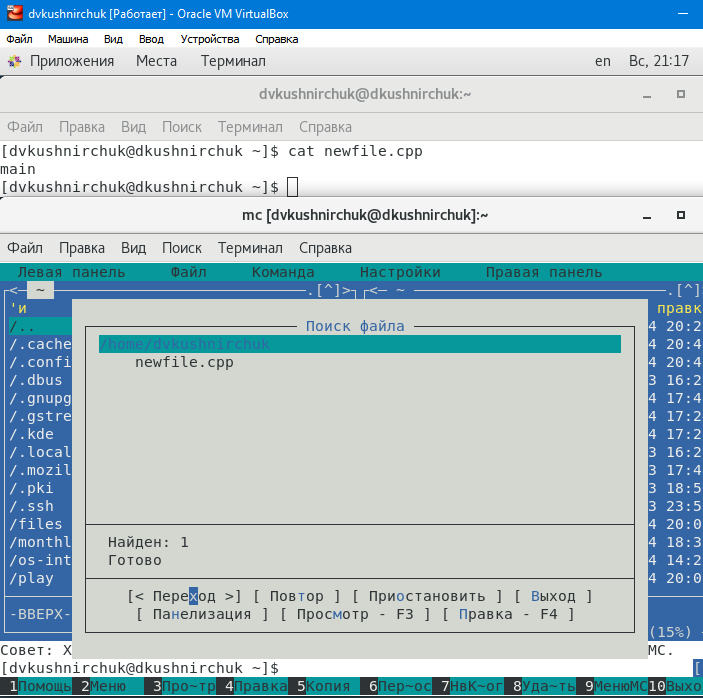 dvkushnirchuk [Работает] - Oracle VM VirtualBox
Файл Машина Вид Ввод Устройства Справка
Приложения Места Терминал en Вс, 21:17
dvkushnirchuk@dkushnirchuk:~
Файл Правка Вид Поиск Терминал Справка
[dvkushnirchuk@dkushnirchuk ~]$ cat newfile.cpp
main
[dvkushnirchuk@dkushnirchuk ~]$
mc [dvkushnirchuk@dkushnirchuk]:~
Файл Правка Вид Поиск Терминал Справка
Левая панель Файл Команда Настройки Правая панель
<─ ~ .[^]> <─ ~ .[^]
'и правк
/.. 4 20:2
Поиск файла
/.cache /home/dvkushnirchuk 4 20:4
/.confi newfile.cpp 4 20:4
/.dbus 3 16:2
/.gnupg 4 17:4
/.gstre 4 17:2
/.kde 4 17:2
/.local 3 16:2
/.mozil 3 17:4
/.pki 3 18:5
/.ssh 3 23:5
/files 4 20:0
/monthl Найден: 1 4 18:3
/os-int Готово 4 14:2
/play 4 20:0
[< Переход >] [ Повтор ] [ Приостановить ] [ Выход ]
-ВВЕРХ- [ Панелизация ] [ Просмотр - F3 ] [ Правка - F4 ]
(15%)
Совет: Х МС.
[dvkushnirchuk@dkushnirchuk ~]$ [
1Помощь 2Меню 3Про~тр 4Правка 5Копия 6Пер~ос 7НвК~ог 8Уда~ть 9МенюМС 10Выхо